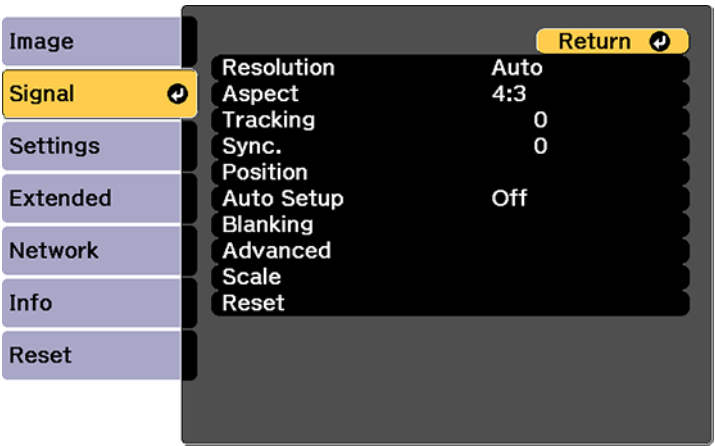 Image
Signal
Settings
Extended
Network
Info
Reset
Return
Resolution Auto
Aspect 4:3
Tracking 0
Sync. 0
Position
Auto Setup Off
Blanking
Advanced
Scale
Reset